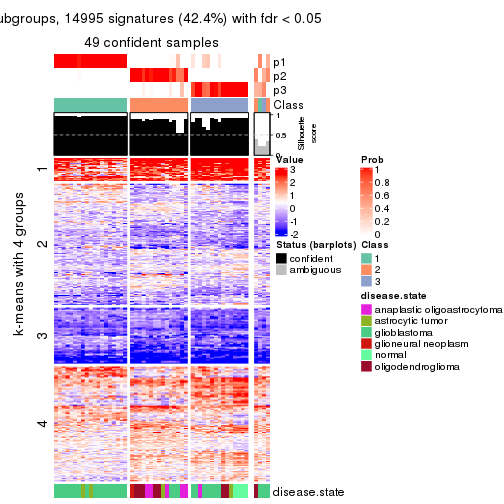 ubgroups, 14995 signatures (42.4%) with fdr < 0.05
49 confident samples
p1
p2
p3
Class
1
0.5
0
Silhouette
score
k-means with 4 groups
1
2
3
4
disease.state
Value
3
2
1
0
-1
-2
Status (barplots)
confident
ambiguous
Prob
1
0.8
0.6
0.4
0.2
0
Class
1
2
3
disease.state
anaplastic oligoastrocytoma
astrocytic tumor
glioblastoma
glioneural neoplasm
normal
oligodendroglioma